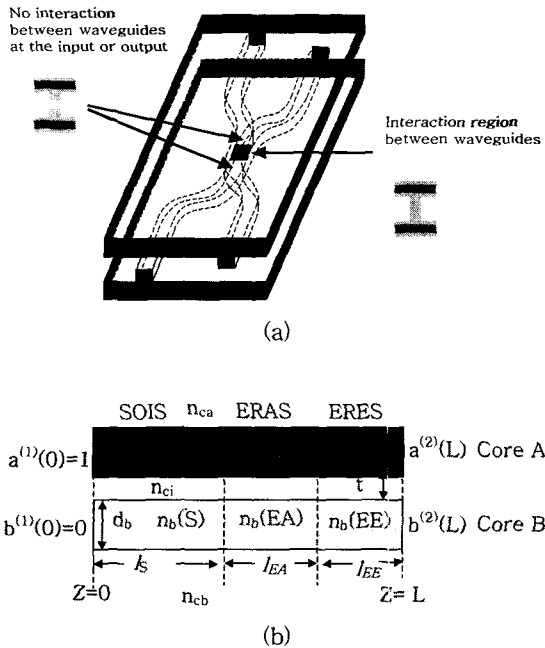 No interaction
between waveguides
at the input or output
Interaction region
between waveguides
(a)
SOIS n_ca ERAS ERES
a^(1)(0)=1 a^(2)(L) Core A
n_ci t
b^(1)(0)=0 d_b n_b(S) n_b(EA) n_b(EE) b^(2)(L) Core B
l_S l_EA l_EE
Z=0 n_cb Z=L
(b)